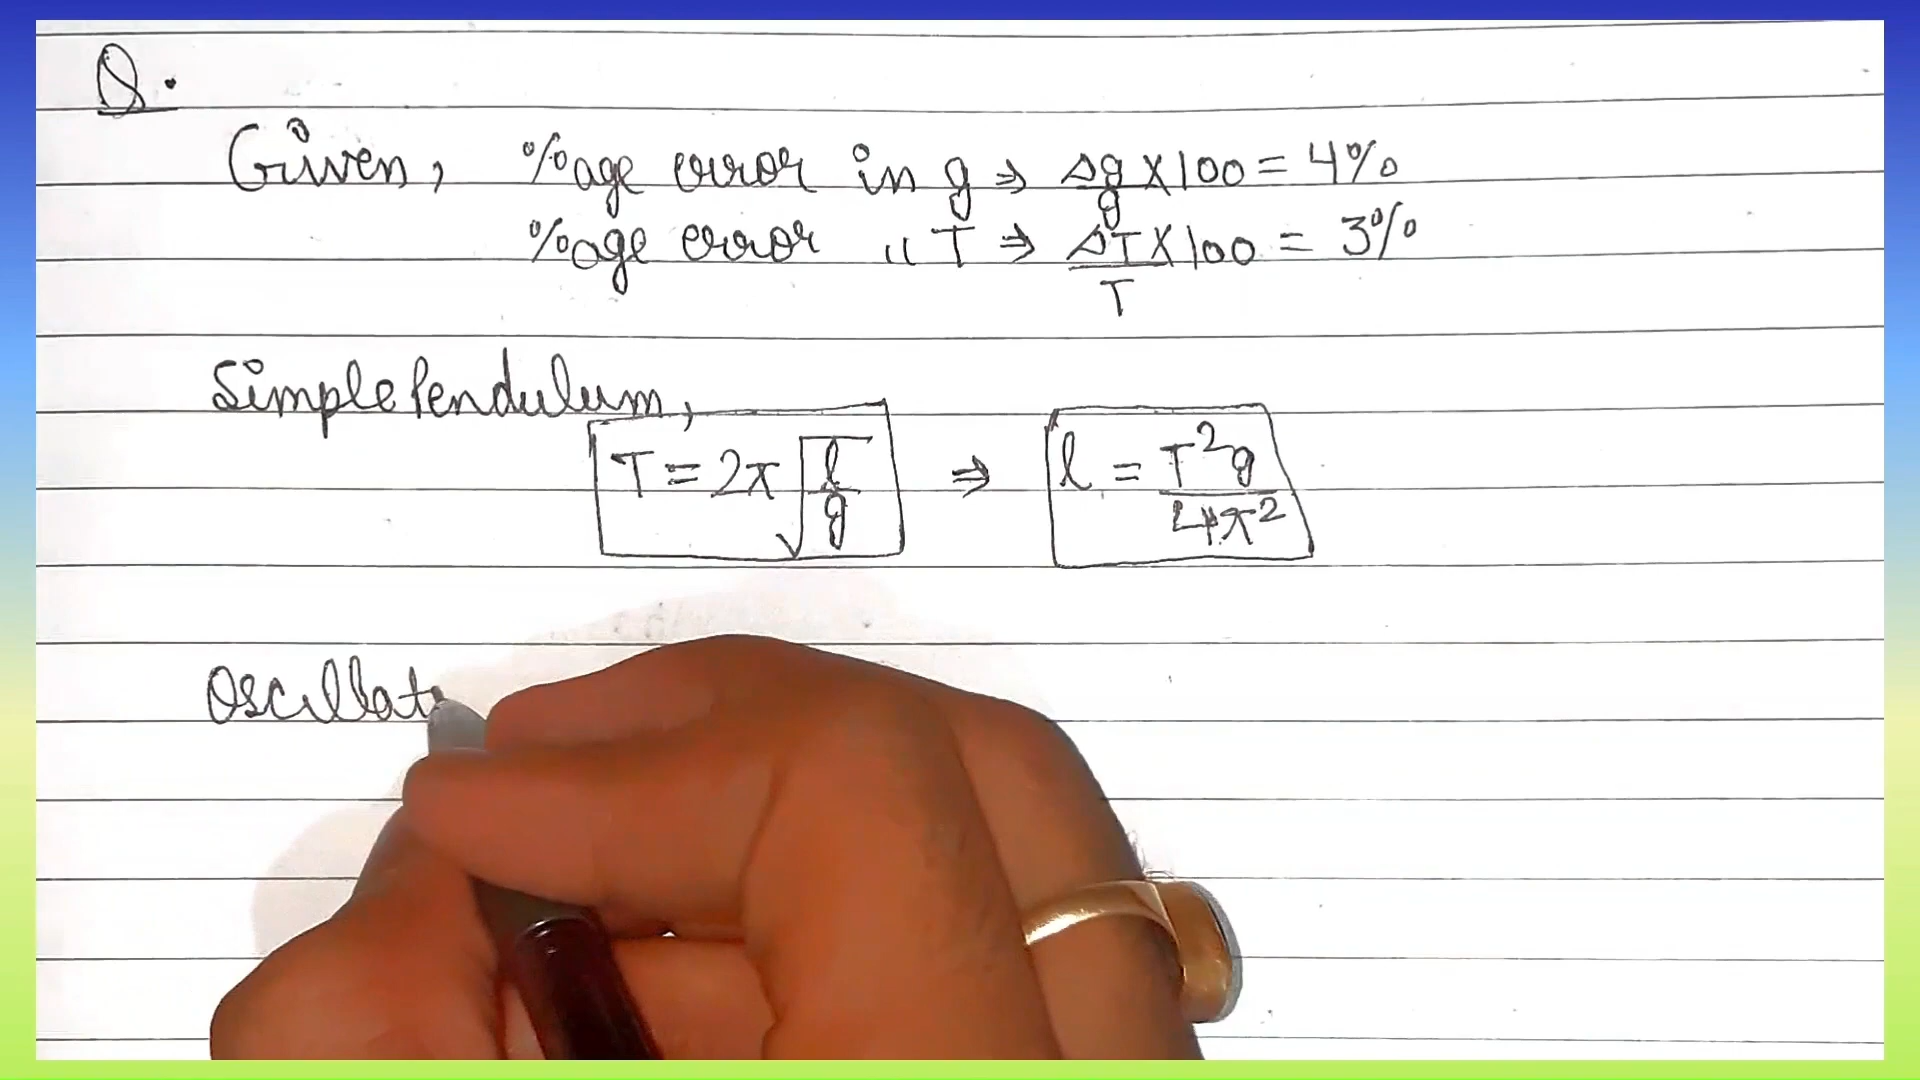 Q.
Given, %age error in g ⇒ Δg/g X 100 = 4%
%age error " T ⇒ ΔT/T X 100 = 3%
Simple Pendulum,
T = 2π √(l/g) ⇒ l = T²g/4π²
Oscillat